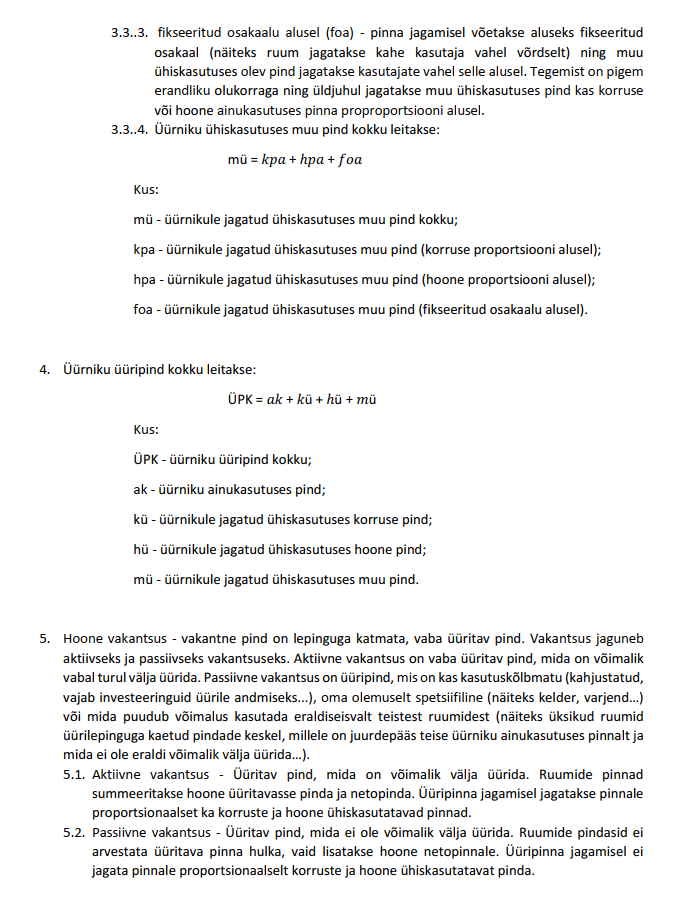 3.3..3. fikseeritud osakaalu alusel (foa) - pinna jagamisel võetakse aluseks fikseeritud
osakaal (näiteks ruum jagatakse kahe kasutaja vahel võrdselt) ning muu
ühiskasutuses olev pind jagatakse kasutajate vahel selle alusel. Tegemist on pigem
erandliku olukorraga ning üldjuhul jagatakse muu ühiskasutuses pind kas korruse
või hoone ainukasutuses pinna proproportsiooni alusel.
3.3..4. Üürniku ühiskasutuses muu pind kokku leitakse:
mü = kpa + hpa + foa
Kus:
mü - üürnikule jagatud ühiskasutuses muu pind kokku;
kpa - üürnikule jagatud ühiskasutuses muu pind (korruse proportsiooni alusel);
hpa - üürnikule jagatud ühiskasutuses muu pind (hoone proportsiooni alusel);
foa - üürnikule jagatud ühiskasutuses muu pind (fikseeritud osakaalu alusel).
4. Üürniku üüripind kokku leitakse:
ÜPK = ak + kü + hü + mü
Kus:
ÜPK - üürniku üüripind kokku;
ak - üürniku ainukasutuses pind;
kü - üürnikule jagatud ühiskasutuses korruse pind;
hü - üürnikule jagatud ühiskasutuses hoone pind;
mü - üürnikule jagatud ühiskasutuses muu pind.
5. Hoone vakantsus - vakantne pind on lepinguga katmata, vaba üüritav pind. Vakantsus jaguneb
aktiivseks ja passiivseks vakantsuseks. Aktiivne vakantsus on vaba üüritav pind, mida on võimalik
vabal turul välja üürida. Passiivne vakantsus on üüripind, mis on kas kasutuskõlbmatu (kahjustatud,
vajab investeeringuid üürile andmiseks...), oma olemuselt spetsiifiline (näiteks kelder, varjend...)
või mida puudub võimalus kasutada eraldiseisvalt teistest ruumidest (näiteks üksikud ruumid
üürilepinguga kaetud pindade keskel, millele on juurdepääs teise üürniku ainukasutuses pinnalt ja
mida ei ole eraldi võimalik välja üürida...).
5.1. Aktiivne vakantsus - Üüritav pind, mida on võimalik välja üürida. Ruumide pinnad
summeeritakse hoone üüritavasse pinda ja netopinda. Üüripinna jagamisel jagatakse pinnale
proportsionaalset ka korruste ja hoone ühiskasutatavad pinnad.
5.2. Passiivne vakantsus - Üüritav pind, mida ei ole võimalik välja üürida. Ruumide pindasid ei
arvestata üüritava pinna hulka, vaid lisatakse hoone netopinnale. Üüripinna jagamisel ei
jagata pinnale proportsionaalselt korruste ja hoone ühiskasutatavat pinda.